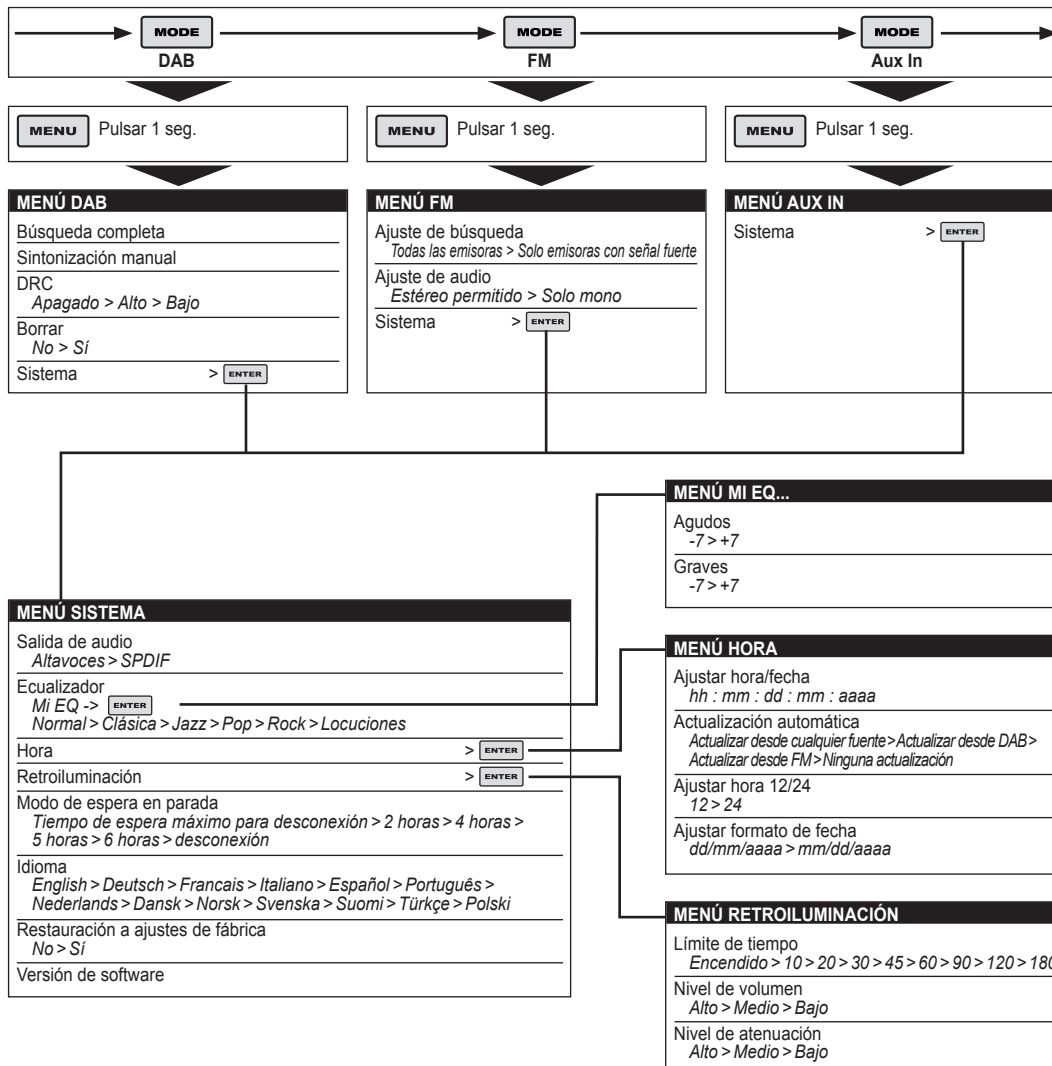 MODE
DAB
MODE
FM
MODE
Aux In
MENU Pulsar 1 seg.
MENU Pulsar 1 seg.
MENU Pulsar 1 seg.
MENÚ DAB
Búsqueda completa
Sintonización manual
DRC
Apagado > Alto > Bajo
Borrar
No > Sí
Sistema > ENTER
MENÚ FM
Ajuste de búsqueda
Todas las emisoras > Solo emisoras con señal fuerte
Ajuste de audio
Estéreo permitido > Solo mono
Sistema > ENTER
MENÚ AUX IN
Sistema > ENTER
MENÚ SISTEMA
Salida de audio
Altavoces > SPDIF
Ecualizador
Mi EQ -> ENTER
Normal > Clásica > Jazz > Pop > Rock > Locuciones
Hora > ENTER
Retroiluminación > ENTER
Modo de espera en parada
Tiempo de espera máximo para desconexión > 2 horas > 4 horas >
5 horas > 6 horas > desconexión
Idioma
English > Deutsch > Francais > Italiano > Español > Português >
Nederlands > Dansk > Norsk > Svenska > Suomi > Türkçe > Polski
Restauración a ajustes de fábrica
No > Sí
Versión de software
MENÚ MI EQ...
Agudos
-7 > +7
Graves
-7 > +7
MENÚ HORA
Ajustar hora/fecha
hh : mm : dd : mm : aaaa
Actualización automática
Actualizar desde cualquier fuente > Actualizar desde DAB >
Actualizar desde FM > Ninguna actualización
Ajustar hora 12/24
12 > 24
Ajustar formato de fecha
dd/mm/aaaa > mm/dd/aaaa
MENÚ RETROILUMINACIÓN
Límite de tiempo
Encendido > 10 > 20 > 30 > 45 > 60 > 90 > 120 > 180
Nivel de volumen
Alto > Medio > Bajo
Nivel de atenuación
Alto > Medio > Bajo